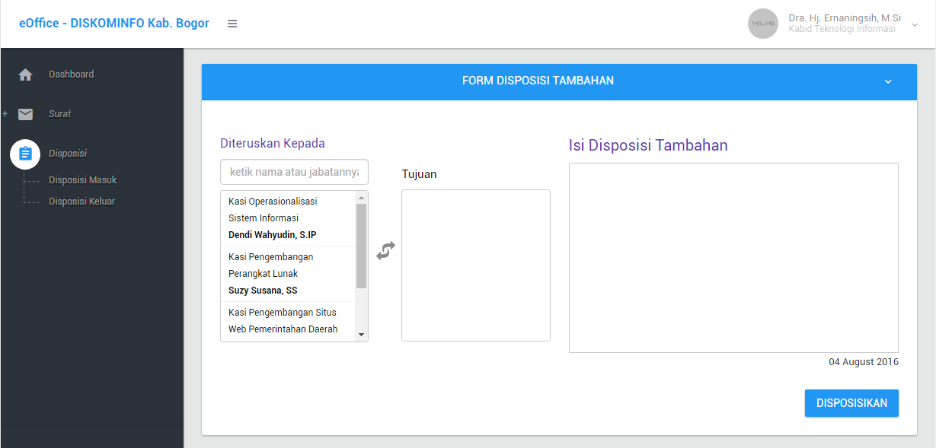 eOffice - DISKOMINFO Kab. Bogor
Dra. Hj. Ernaningsih, M.Si
Kabid Teknologi Informasi
Dashboard
+ Surat
Disposisi
Disposisi Masuk
Disposisi Keluar
FORM DISPOSISI TAMBAHAN
Diteruskan Kepada
ketik nama atau jabatannya
Kasi Operasionalisasi
Sistem Informasi
Dendi Wahyudin, S.IP
Kasi Pengembangan
Perangkat Lunak
Suzy Susana, SS
Kasi Pengembangan Situs
Web Pemerintahan Daerah
Tujuan
Isi Disposisi Tambahan
04 August 2016
DISPOSISIKAN